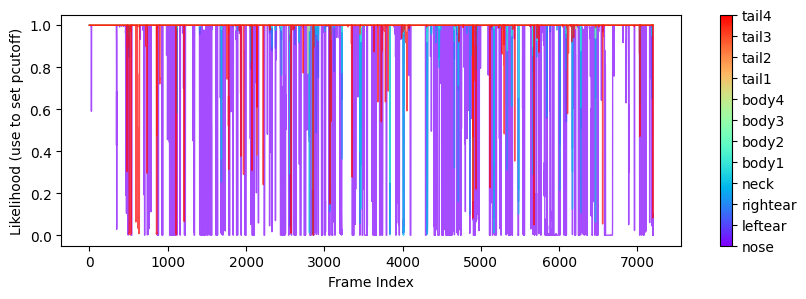 Likelihood (use to set pcutoff)
1.0
0.8
0.6
0.4
0.2
0.0
0 1000 2000 3000 4000 5000 6000 7000
Frame Index
tail4
tail3
tail2
tail1
body4
body3
body2
body1
neck
rightear
leftear
nose